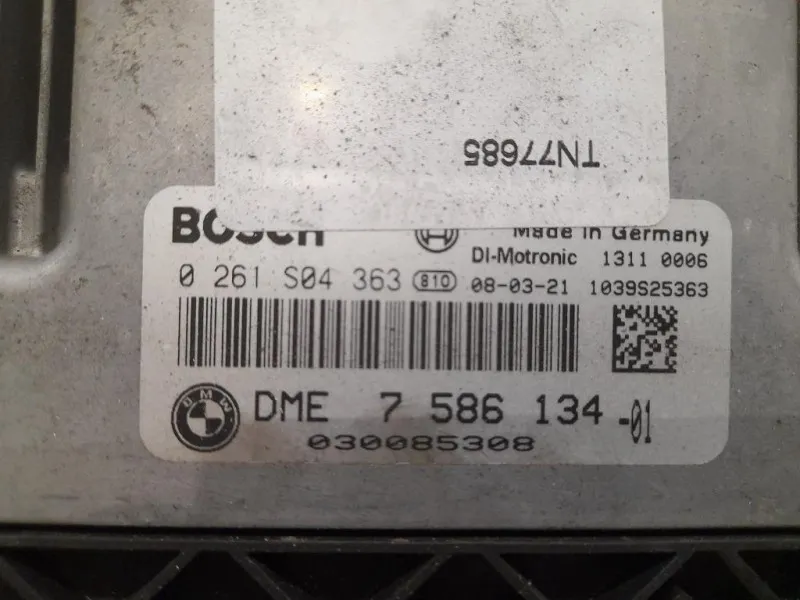 TN77685
BOSCH
Made in Germany
DI-Motronic 1311 0006
0 261 S04 363 810 08-03-21 1039S25363
BMW DME 7 586 134 -01
030085308